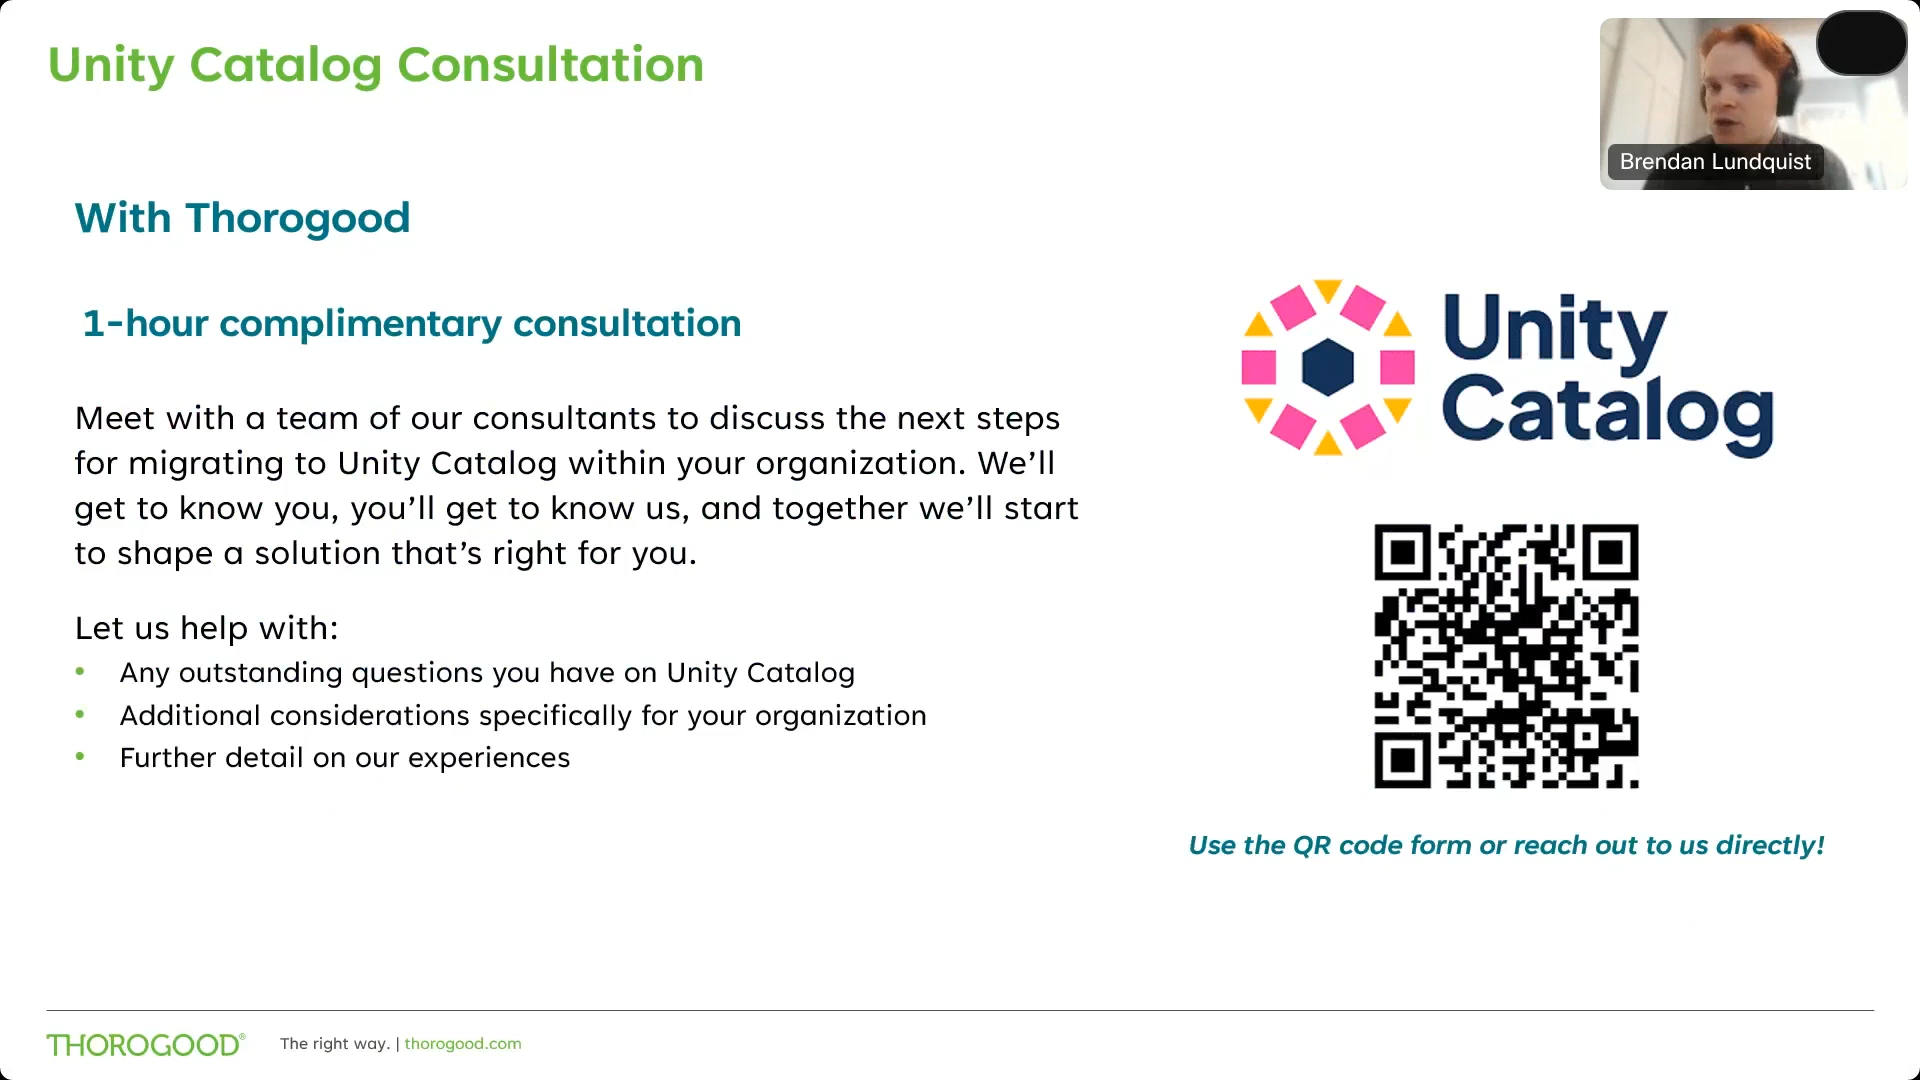 Unity Catalog Consultation
Brendan Lundquist
With Thorogood
1-hour complimentary consultation
Meet with a team of our consultants to discuss the next steps
for migrating to Unity Catalog within your organization. We’ll
get to know you, you’ll get to know us, and together we’ll start
to shape a solution that’s right for you.
Let us help with:
• Any outstanding questions you have on Unity Catalog
• Additional considerations specifically for your organization
• Further detail on our experiences
Unity
Catalog
Use the QR code form or reach out to us directly!
THOROGOOD® The right way. | thorogood.com